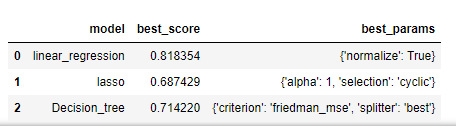 model best_score best_params
0 linear_regression 0.818354 {'normalize': True}
1 lasso 0.687429 {'alpha': 1, 'selection': 'cyclic'}
2 Decision_tree 0.714220 {'criterion': 'friedman_mse', 'splitter': 'best'}